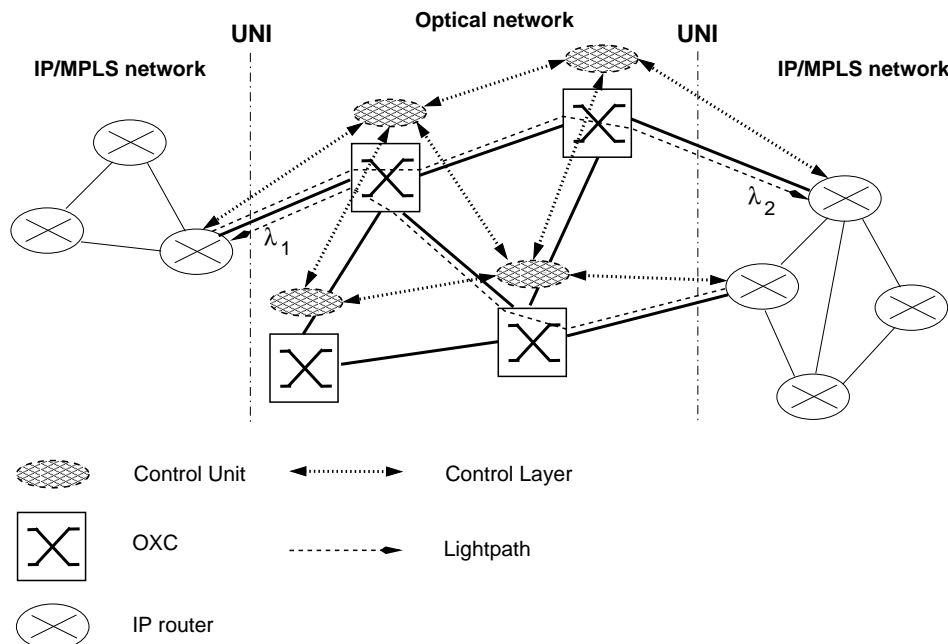 Optical network
UNI
UNI
IP/MPLS network
IP/MPLS network
λ1
λ2
Control Unit
Control Layer
OXC
Lightpath
IP router